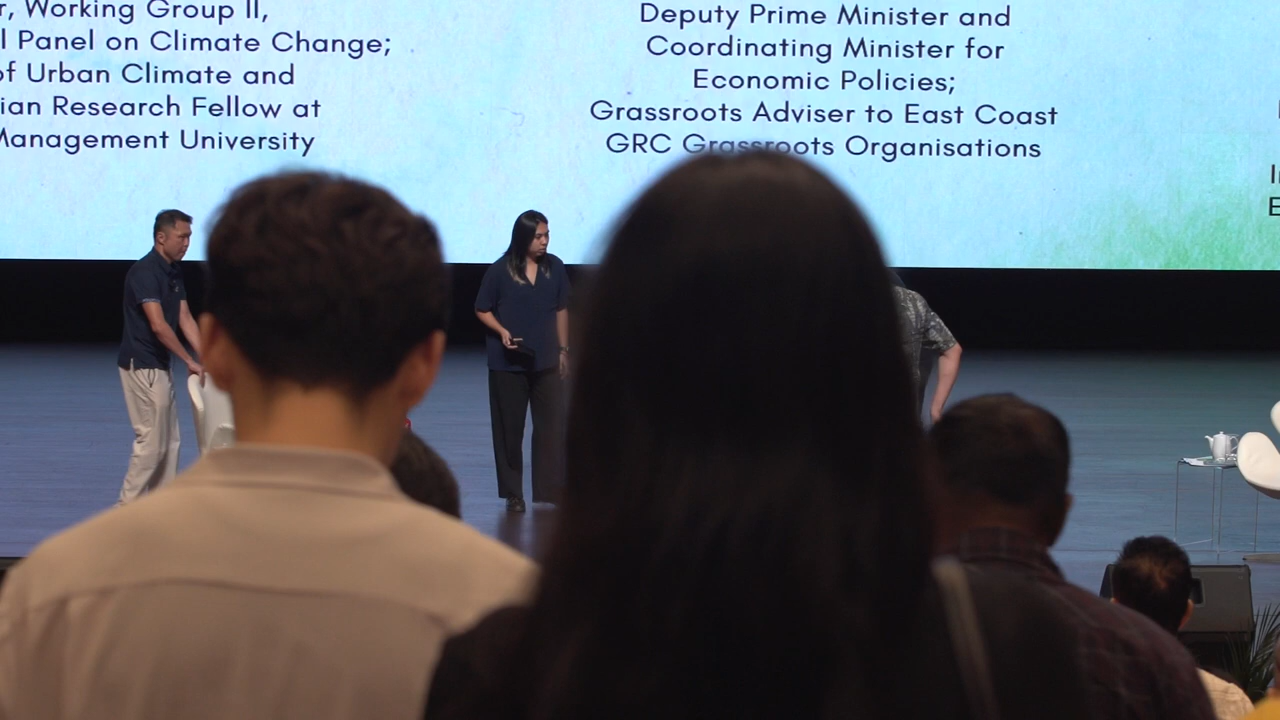 Working Group II,
Panel on Climate Change;
of Urban Climate and
Research Fellow at
Management University
Deputy Prime Minister and
Coordinating Minister for
Economic Policies;
Grassroots Adviser to East Coast
GRC Grassroots Organisations